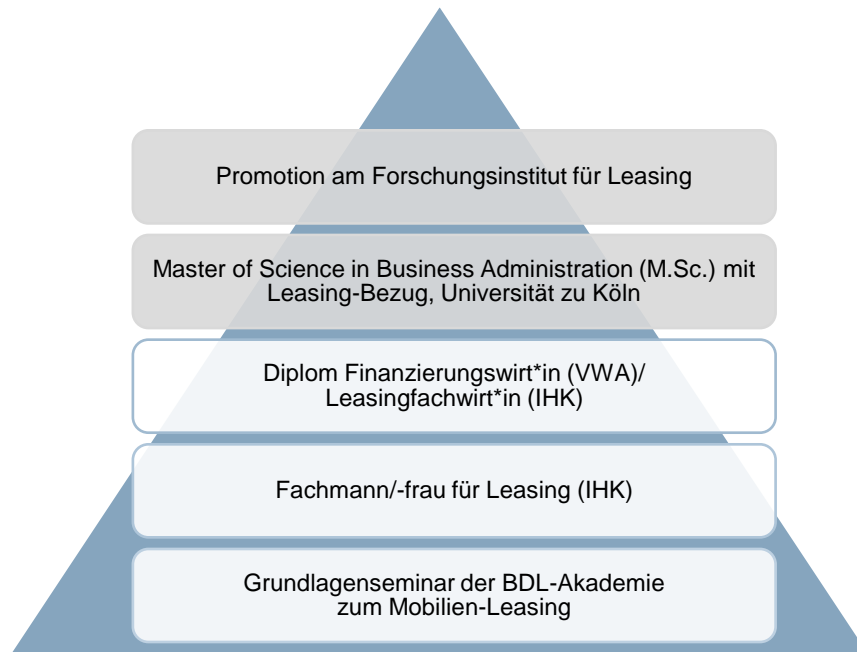 Promotion am Forschungsinstitut für Leasing
Master of Science in Business Administration (M.Sc.) mit
Leasing-Bezug, Universität zu Köln
Diplom Finanzierungswirt*in (VWA)/
Leasingfachwirt*in (IHK)
Fachmann/-frau für Leasing (IHK)
Grundlagenseminar der BDL-Akademie
zum Mobilien-Leasing